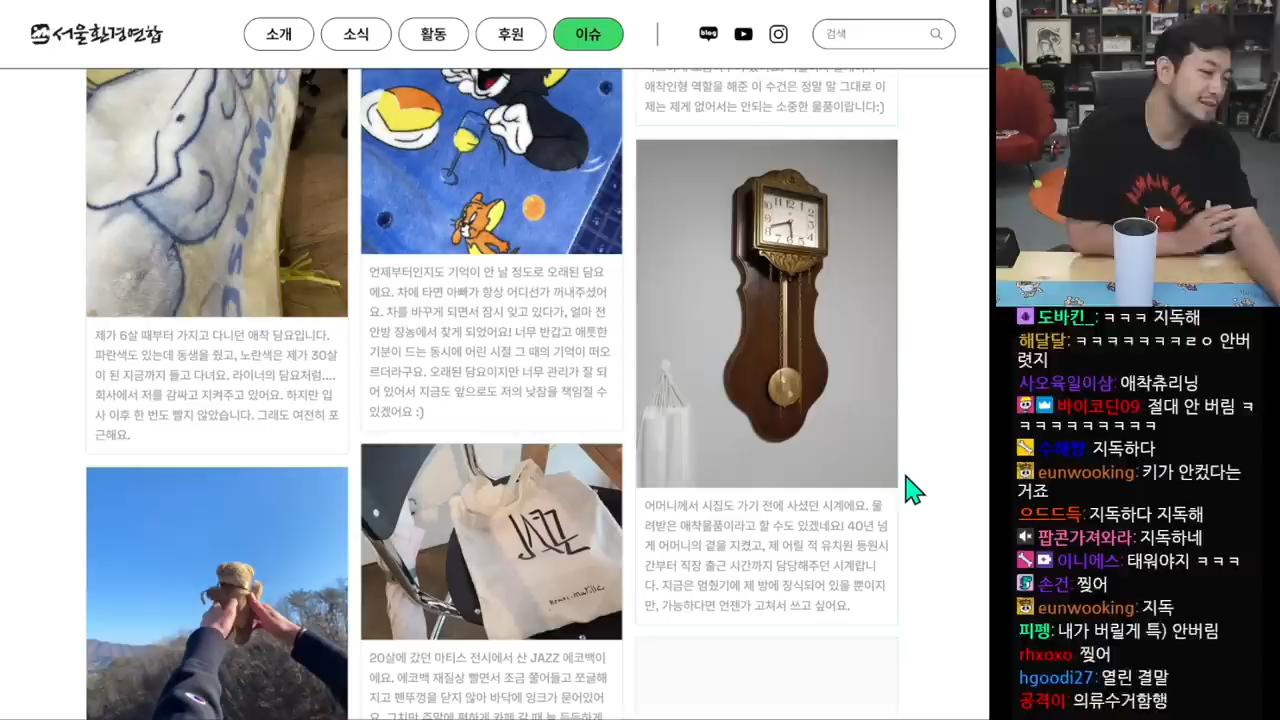 서울환경연합
소개
소식
활동
후원
이슈
blog
검색
애착인형 역할을 해준 이 수건은 정말 말 그대로 이
제는 제게 없어서는 안되는 소중한 물품이랍니다:)
제가 6살 때부터 가지고 다니던 애착 담요입니다.
파란색도 있는데 동생을 줬고, 노란색은 제가 30살
이 된 지금까지 들고 다녀요. 라이너의 담요처럼....
회사에서 저를 감싸고 지켜주고 있어요. 하지만 입
사 이후 한 번도 빨지 않았습니다. 그래도 여전히 포
근해요.
언제부터인지도 기억이 안 날 정도로 오래된 담요
에요. 차에 타면 아빠가 항상 어디선가 꺼내주셨어
요. 차를 바꾸게 되면서 잠시 잊고 있다가, 얼마 전
안방 장농에서 찾게 되었어요! 너무 반갑고 애틋한
기분이 드는 동시에 어린 시절 그 때의 기억이 떠오
르더라구요. 오래된 담요이지만 너무 관리가 잘 되
어 있어서 지금도 앞으로도 저의 낮잠을 책임질 수
있겠어요 :)
JAZZ
20살에 갔던 마티스 전시에서 산 JAZZ 에코백이
에요. 에코백 재질상 빨면서 조금 쭐어들고 쪼글해
지고 펜뚜껑을 닫지 않아 바닥에 잉크가 묻어있어
어머니께서 시집도 가기 전에 사셨던 시계에요. 물
려받은 애착물품이라고 할 수도 있겠네요! 40년 넘
게 어머니의 곁을 지켰고, 제 어릴 적 유치원 등원시
간부터 직장 출근 시간까지 담당해주던 시계랍니
다. 지금은 멈췄기에 제 방에 장식되어 있을 뿐이지
만, 가능하다면 언젠가 고쳐서 쓰고 싶어요.
도바킨_: ㅋㅋㅋ 지독해
해달달: ㅋㅋㅋㅋㅋㅋㅋㄹㅇ 안버
렷지
사오육일이삼: 애착츄리닝
바이코딘09: 절대 안 버림 ㅋ
ㅋㅋㅋㅋㅋㅋㅋㅋㅋ
수해짱: 지독하다
eunwooking: 키가 안컸다는
거죠
으드드득: 지독하다 지독해
팝콘가져와라: 지독하네
이니에스: 태워야지 ㅋㅋㅋ
손건: 찢어
eunwooking: 지독
피펭: 내가 버릴게 특) 안버림
rhxoxo: 찢어
hgoodi27: 열린 결말
공격이: 의류수거함행